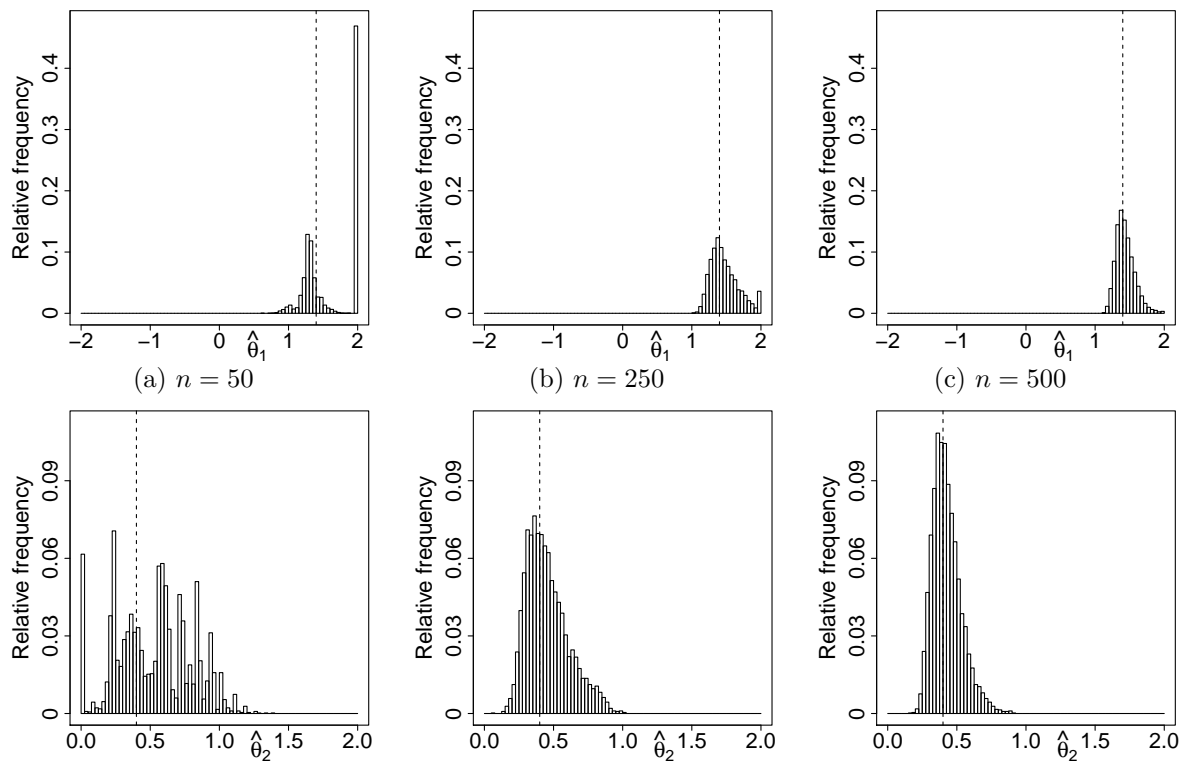 Relative frequency
0 0.1 0.2 0.3 0.4
−2 −1 0 1 2
θ̂₁
(a) n = 50
Relative frequency
0 0.1 0.2 0.3 0.4
−2 −1 0 1 2
θ̂₁
(b) n = 250
Relative frequency
0 0.1 0.2 0.3 0.4
−2 −1 0 1 2
θ̂₁
(c) n = 500
Relative frequency
0 0.03 0.06 0.09
0.0 0.5 1.0 1.5 2.0
θ̂₂
Relative frequency
0 0.03 0.06 0.09
0.0 0.5 1.0 1.5 2.0
θ̂₂
Relative frequency
0 0.03 0.06 0.09
0.0 0.5 1.0 1.5 2.0
θ̂₂